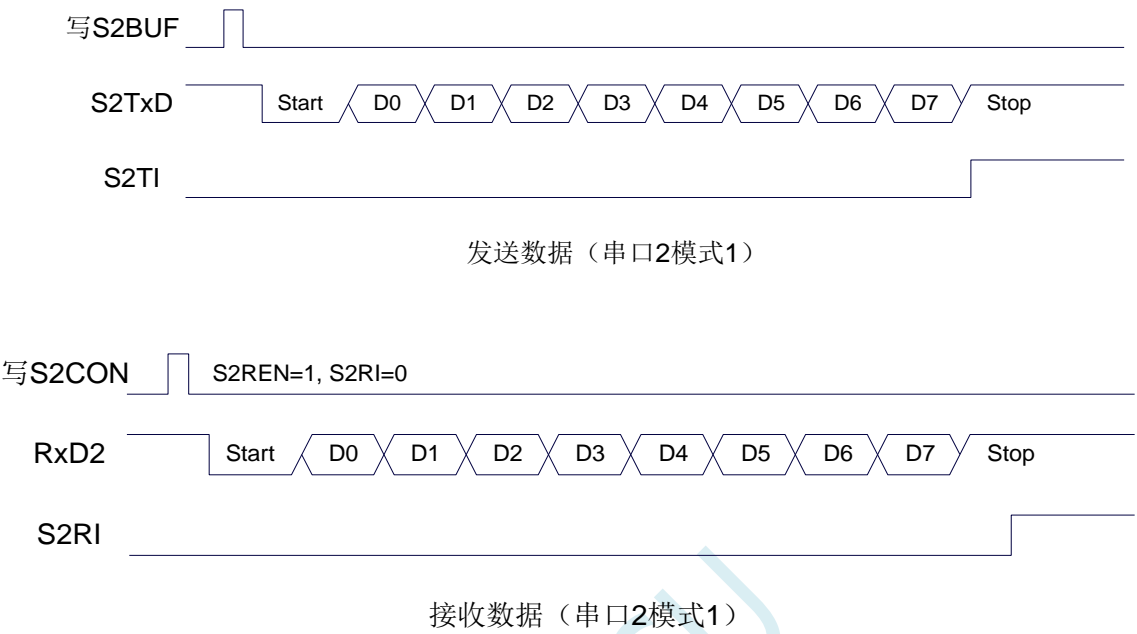 写S2BUF
S2TxD Start D0 D1 D2 D3 D4 D5 D6 D7 Stop
S2TI
发送数据（串口2模式1）
写S2CON S2REN=1, S2RI=0
RxD2 Start D0 D1 D2 D3 D4 D5 D6 D7 Stop
S2RI
接收数据（串口2模式1）